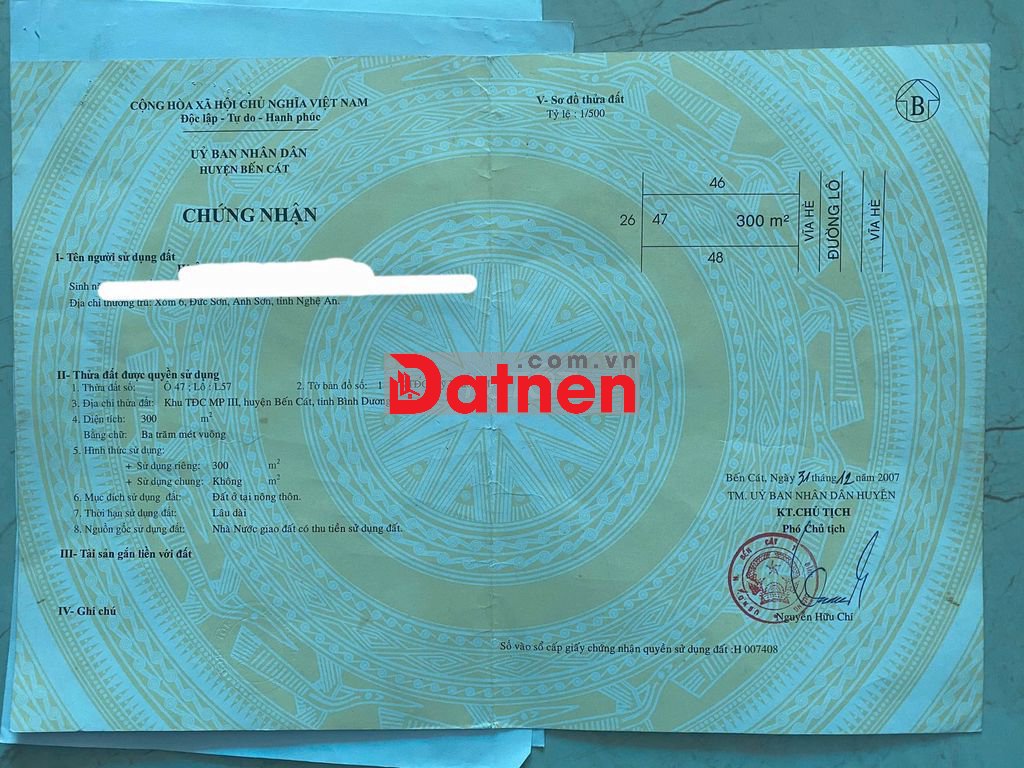 CỘNG HÒA XÃ HỘI CHỦ NGHĨA VIỆT NAM
Độc lập - Tự do - Hạnh phúc
UỶ BAN NHÂN DÂN
HUYỆN BẾN CÁT
CHỨNG NHẬN
I- Tên người sử dụng đất
Sinh
Địa chỉ thường trú: Xóm 6, Đức Sơn, Anh Sơn, tỉnh Nghệ An.
II- Thửa đất được quyền sử dụng
1. Thửa đất số: Ô 47 ; Lô : L57 2. Tờ bản đồ số: 1
3. Địa chỉ thửa đất: Khu TĐC MP III, huyện Bến Cát, tỉnh Bình Dương
4. Diện tích: 300 m²
Bằng chữ: Ba trăm mét vuông
5. Hình thức sử dụng:
+ Sử dụng riêng: 300 m²
+ Sử dụng chung: Không m²
6. Mục đích sử dụng đất: Đất ở tại nông thôn.
7. Thời hạn sử dụng đất: Lâu dài
8. Nguồn gốc sử dụng đất: Nhà Nước giao đất có thu tiền sử dụng đất.
III- Tài sản gắn liền với đất
IV- Ghi chú
V- Sơ đồ thửa đất
Tỷ lệ : 1/500
B
46
26 47 300 m²
48
VĨA HÈ
ĐƯỜNG LÔ
VĨA HÈ
Datnen
.com.vn
Bến Cát, Ngày 31 tháng 12 năm 2007
TM. UỶ BAN NHÂN DÂN HUYỆN
KT.CHỦ TỊCH
Phó Chủ tịch
Nguyễn Hữu Chí
Số vào sổ cấp giấy chứng nhận quyền sử dụng đất :H 007408